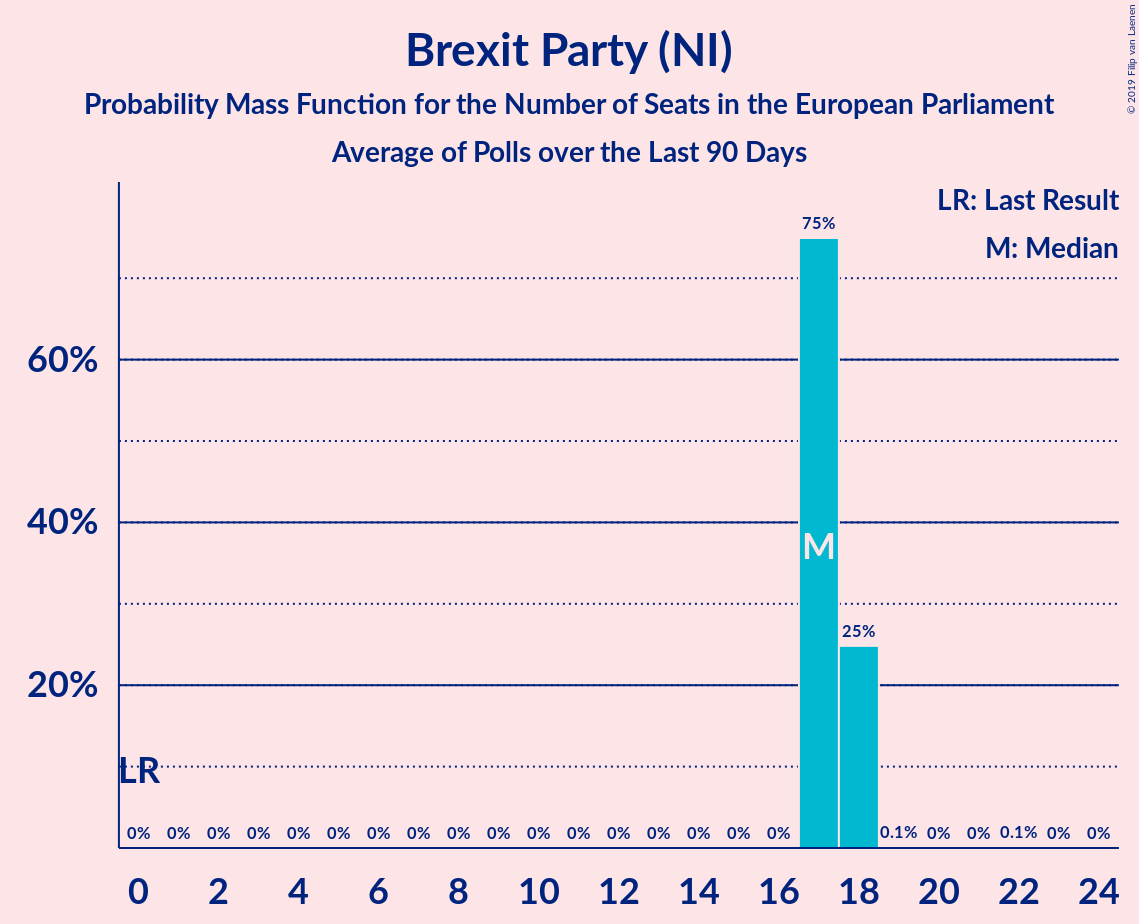 Brexit Party (NI)
Probability Mass Function for the Number of Seats in the European Parliament
Average of Polls over the Last 90 Days
© 2019 Filip van Laenen
LR: Last Result
M: Median
75%
60%
40%
M
25%
20%
LR
0% 0% 0% 0% 0% 0% 0% 0% 0% 0% 0% 0% 0% 0% 0% 0% 0% 0.1% 0% 0% 0.1% 0% 0%
0 2 4 6 8 10 12 14 16 18 20 22 24